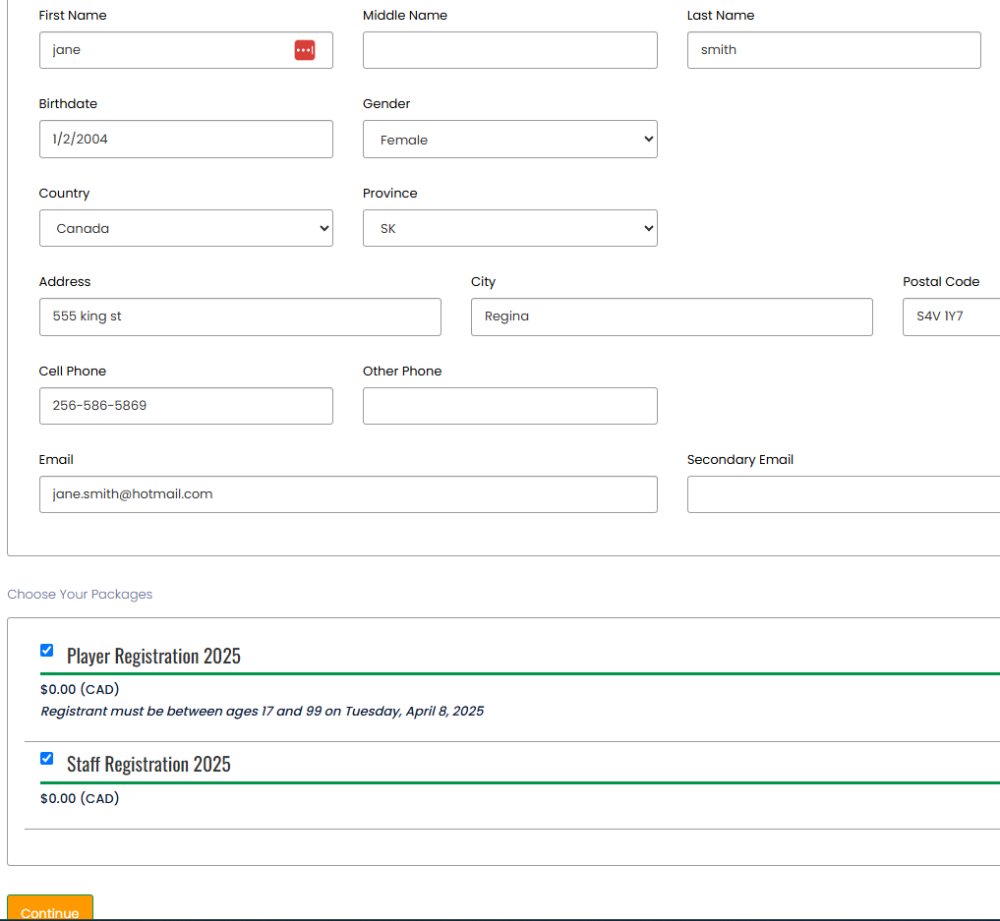 First Name Middle Name Last Name
jane smith
Birthdate Gender
1/2/2004 Female
Country Province
Canada SK
Address City Postal Code
555 king st Regina S4V 1Y7
Cell Phone Other Phone
256-586-5869
Email Secondary Email
jane.smith@hotmail.com
Choose Your Packages
Player Registration 2025
$0.00 (CAD)
Registrant must be between ages 17 and 99 on Tuesday, April 8, 2025
Staff Registration 2025
$0.00 (CAD)
Continue